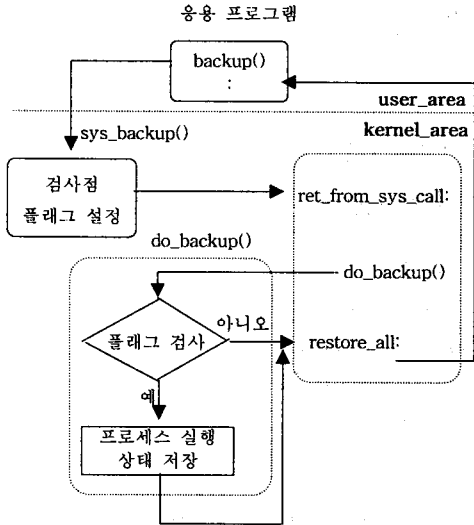 응용 프로그램
backup()
:
user_area
kernel_area
sys_backup()
검사점
플래그 설정
ret_from_sys_call:
do_backup()
do_backup()
플래그 검사
아니오
restore_all:
예
프로세스 실행
상태 저장